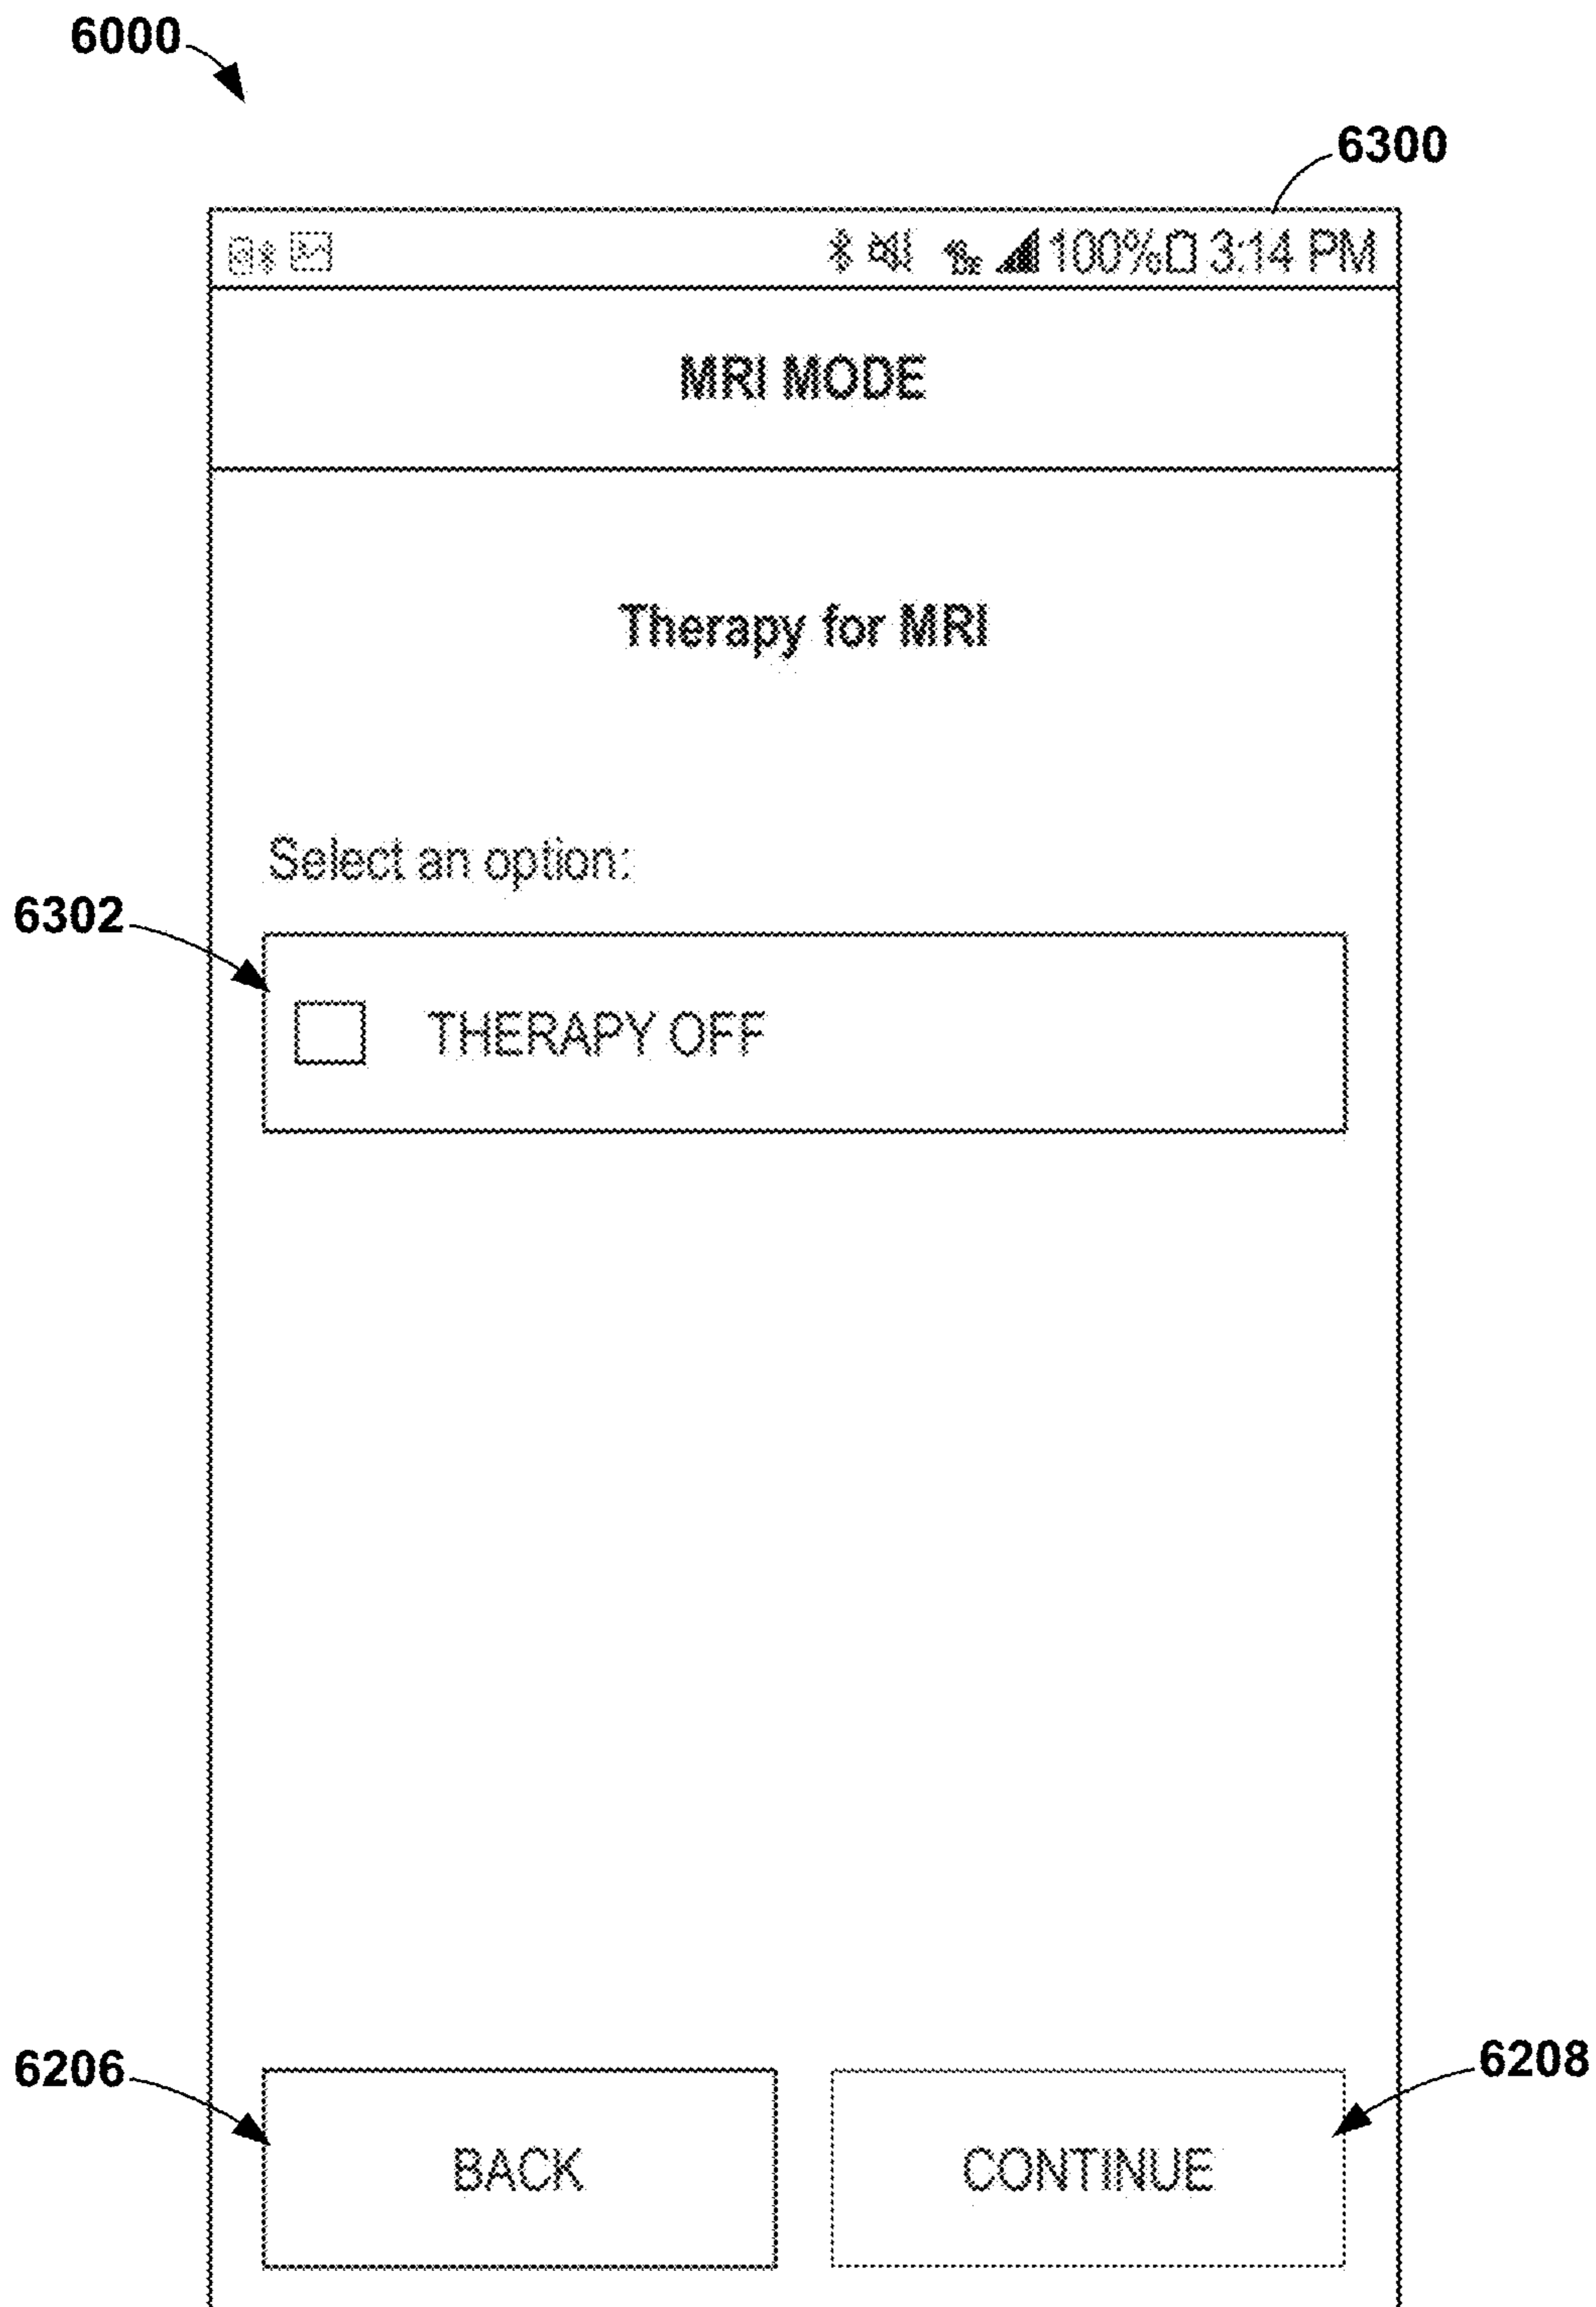 6000
6300
100% 3:14 PM
MRI MODE
Therapy for MRI
Select an option:
6302
THERAPY OFF
6206
6208
BACK
CONTINUE